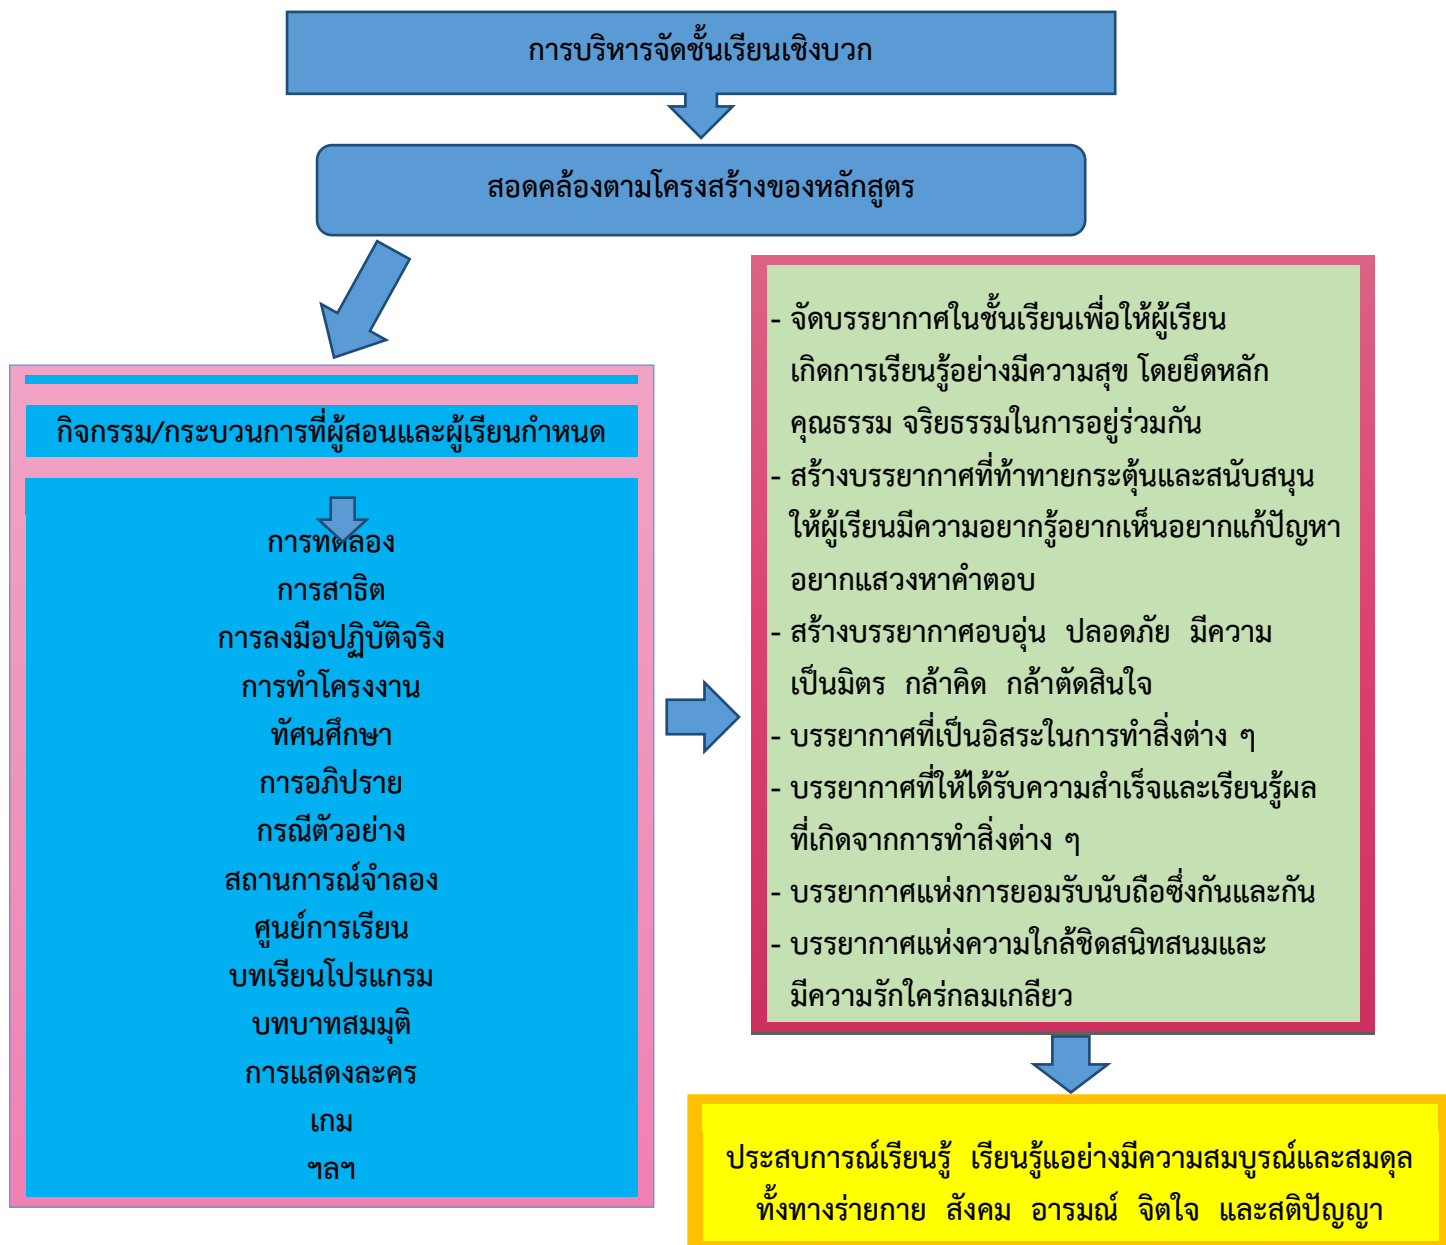 การบริหารจัดชั้นเรียนเชิงบวก
สอดคล้องตามโครงสร้างของหลักสูตร
กิจกรรม/กระบวนการที่ผู้สอนและผู้เรียนกำหนด
การทดลอง
การสาธิต
การลงมือปฏิบัติจริง
การทำโครงงาน
ทัศนศึกษา
การอภิปราย
กรณีตัวอย่าง
สถานการณ์จำลอง
ศูนย์การเรียน
บทเรียนโปรแกรม
บทบาทสมมุติ
การแสดงละคร
เกม
ฯลฯ
- จัดบรรยากาศในชั้นเรียนเพื่อให้ผู้เรียน
เกิดการเรียนรู้อย่างมีความสุข โดยยึดหลัก
คุณธรรม จริยธรรมในการอยู่ร่วมกัน
- สร้างบรรยากาศที่ท้าทายกระตุ้นและสนับสนุน
ให้ผู้เรียนมีความอยากรู้อยากเห็นอยากแก้ปัญหา
อยากแสวงหาคำตอบ
- สร้างบรรยากาศอบอุ่น ปลอดภัย มีความ
เป็นมิตร กล้าคิด กล้าตัดสินใจ
- บรรยากาศที่เป็นอิสระในการทำสิ่งต่าง ๆ
- บรรยากาศที่ให้ได้รับความสำเร็จและเรียนรู้ผล
ที่เกิดจากการทำสิ่งต่าง ๆ
- บรรยากาศแห่งการยอมรับนับถือซึ่งกันและกัน
- บรรยากาศแห่งความใกล้ชิดสนิทสนมและ
มีความรักใคร่กลมเกลียว
ประสบการณ์เรียนรู้ เรียนรู้แอย่างมีความสมบูรณ์และสมดุล
ทั้งทางร่ายกาย สังคม อารมณ์ จิตใจ และสติปัญญา